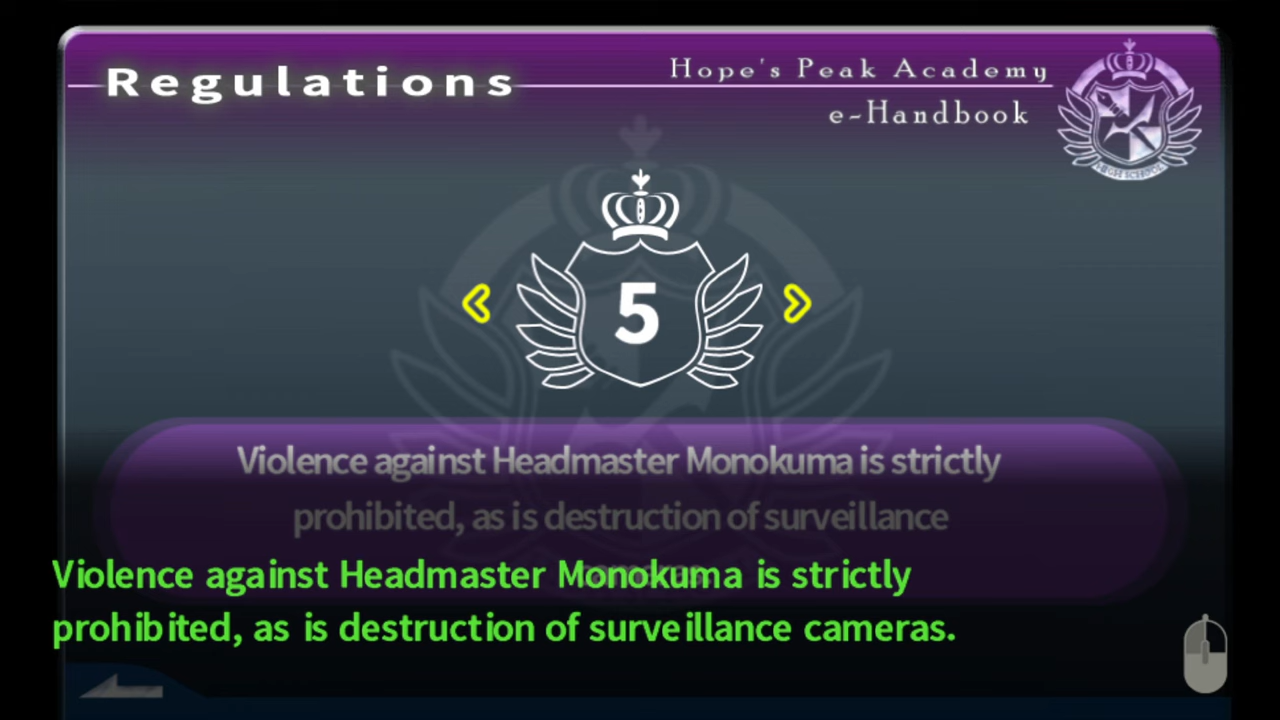 Regulations
Hope's Peak Academy
e-Handbook
5
Violence against Headmaster Monokuma is strictly
prohibited, as is destruction of surveillance
Violence against Headmaster Monokuma is strictly
prohibited, as is destruction of surveillance cameras.